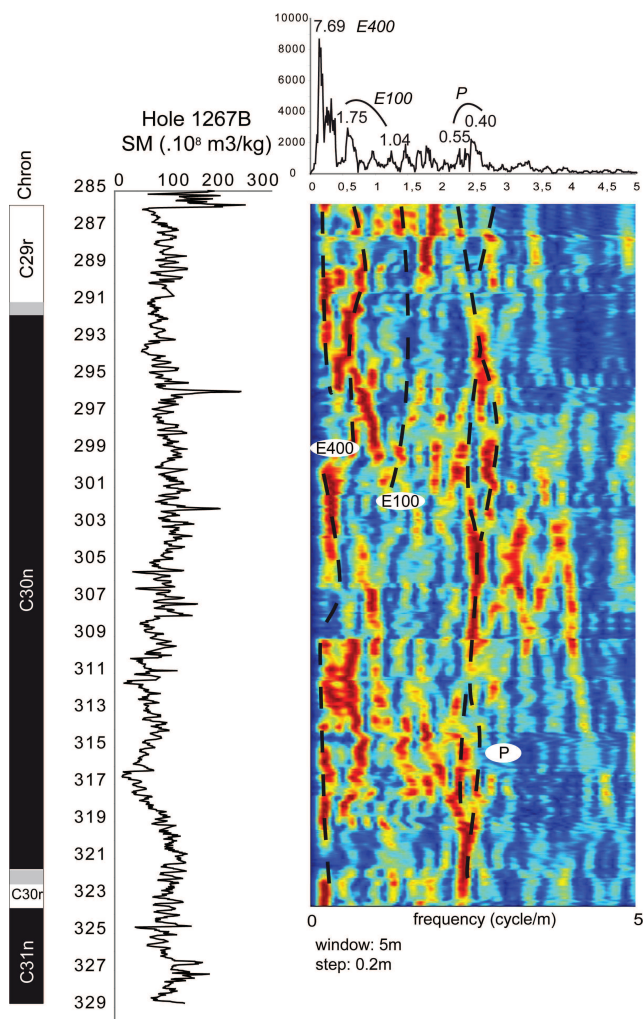 10000
8000
6000
4000
2000
0
7.69 E400
1.75 E100 1.04
P
0.55 0.40
0 0,5 1 1,5 2 2,5 3 3,5 4 4,5 5
Hole 1267B
SM (.10⁸ m3/kg)
0 100 200 300
Chron
C29r
C30n
C30r
C31n
285
287
289
291
293
295
297
299
301
303
305
307
309
311
313
315
317
319
321
323
325
327
329
E400
E100
P
0 frequency (cycle/m) 5
window: 5m
step: 0.2m